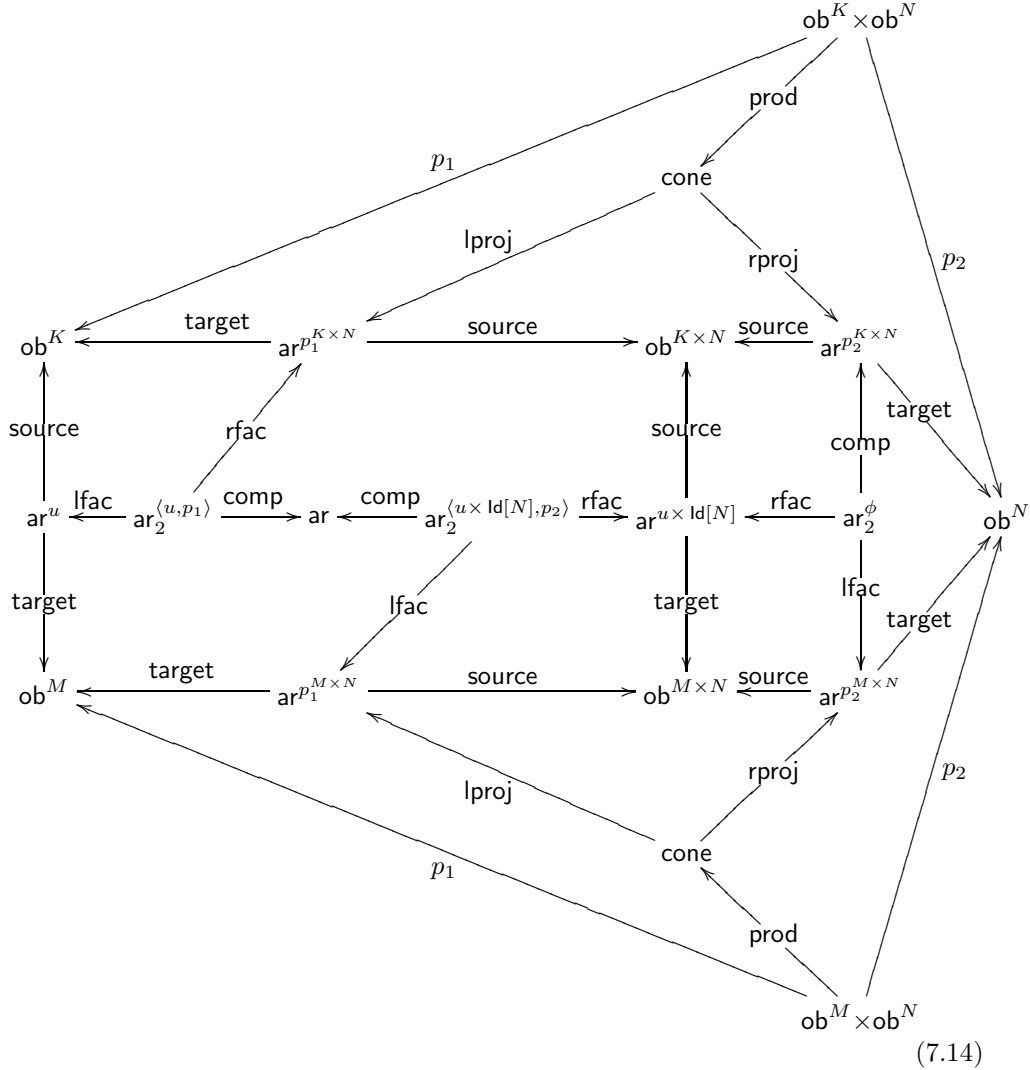 ob^K × ob^N
prod
p_1
cone
lproj
rproj
p_2
ob^K target ar^{p_1^{K×N}} source ob^{K×N} source ar^{p_2^{K×N}}
target
source rfac source comp
ar^u lfac ar_2^{⟨u,p_1⟩} comp ar comp ar_2^{⟨u× Id[N],p_2⟩} rfac ar^{u× Id[N]} rfac ar_2^ϕ ob^N
lfac
target lfac target target
ob^M target ar^{p_1^{M×N}} source ob^{M×N} source ar^{p_2^{M×N}}
rproj p_2
lproj
cone
p_1
prod
ob^M × ob^N
(7.14)